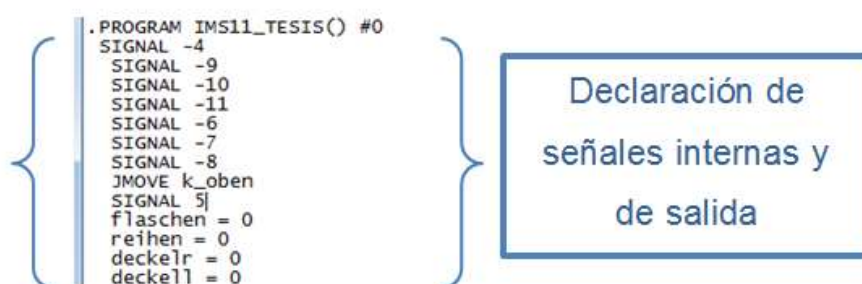 .PROGRAM IMS11_TESIS() #0
SIGNAL -4
SIGNAL -9
SIGNAL -10
SIGNAL -11
SIGNAL -6
SIGNAL -7
SIGNAL -8
JMOVE k_oben
SIGNAL 5
flaschen = 0
reihen = 0
deckelr = 0
deckell = 0
Declaración de
señales internas y
de salida